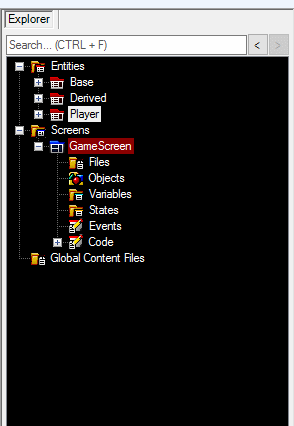 Explorer
Search... (CTRL + F)
< >
Entities
Base
Derived
Player
Screens
GameScreen
Files
Objects
Variables
States
Events
Code
Global Content Files